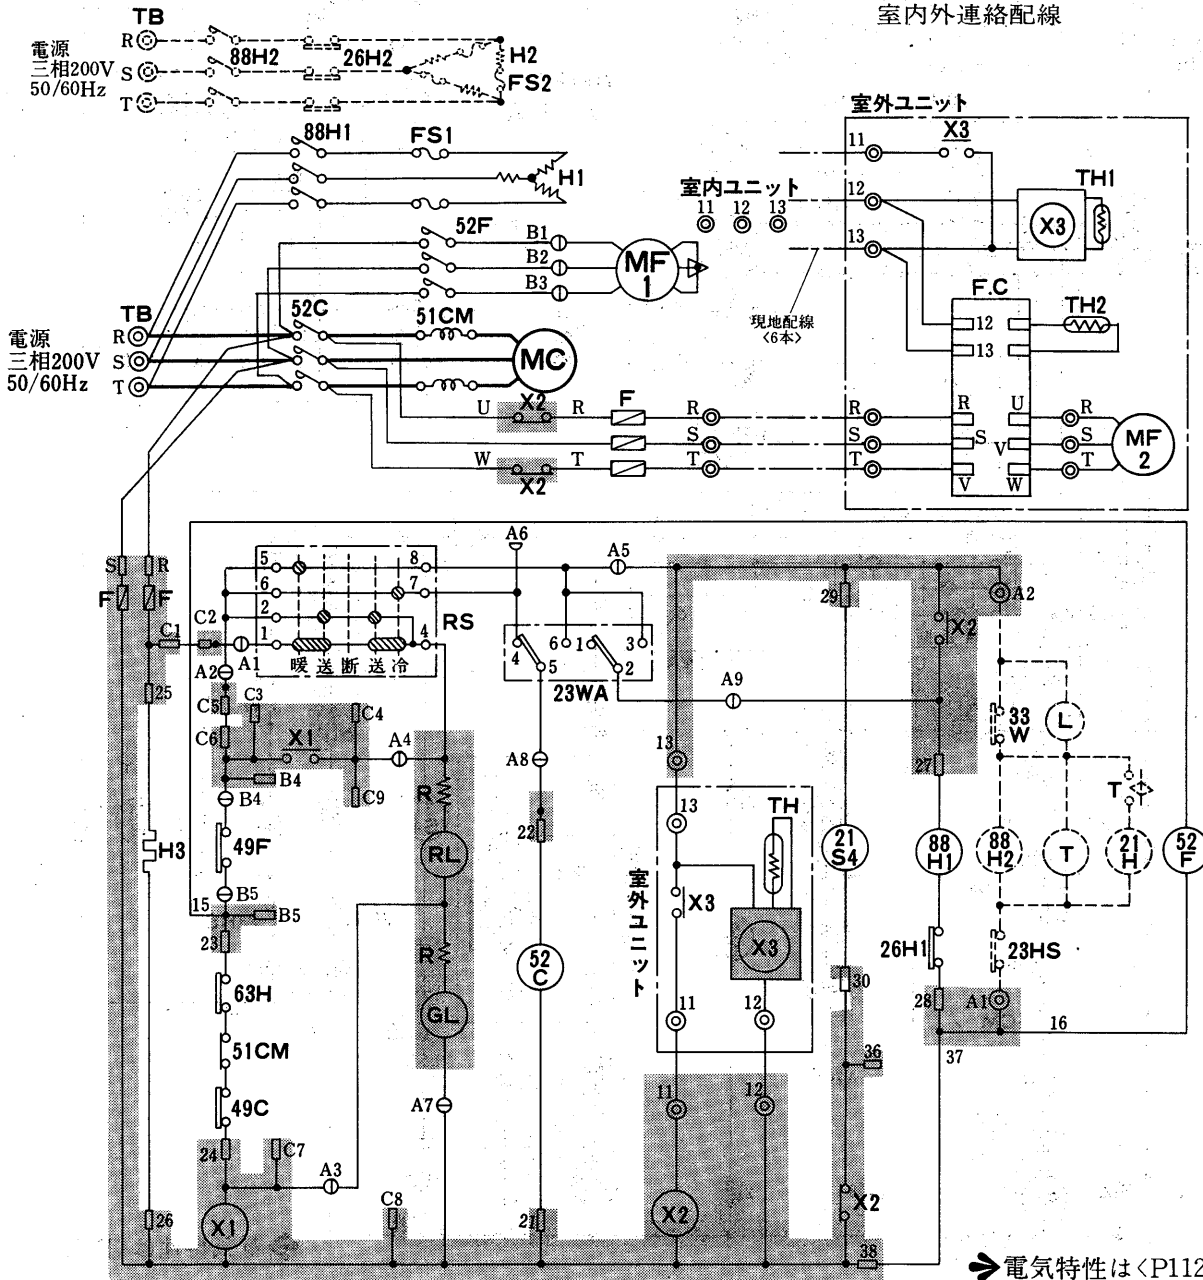 室内外連絡配線
TB
電源
三相200V
50/60Hz
R
S
T
88H2
26H2
H2
FS2
88H1
FS1
H1
52F
B1
B2
B3
MF
1
TB
電源
三相200V
50/60Hz
R
S
T
52C
51CM
MC
U X2 R F R
S
W X2 T T
室内ユニット
11 12 13
現地配線
〈6本〉
室外ユニット
11 X3
12
13
X3
TH1
F.C
12
13
TH2
R R U R
S S V S
T V W T
MF
2
S R
F F
C1 C2
A1
A2
25
C5
C6
C3
X1
C4
A4
C9
B4
B4
49F
B5
15
B5
23
63H
51CM
49C
24
C7
A3
X1
26
H3
C8
5 8
6 7
2
1 4
RS
暖 送 断 送 冷
R
RL
R
GL
A7
A6
A5
4 5 6 1 2 3
23WA
A8
22
52
C
21
A9
13
13
TH
室外ユニット
X3
X3
11 12
11 12
X2
29
21
S4
30
36
X2
38
X2
27
88
H1
26H1
28
37
A2
33
W
L
T
88
H2
T
21
H
52
F
23HS
A1
16
➔電気特性は〈P112